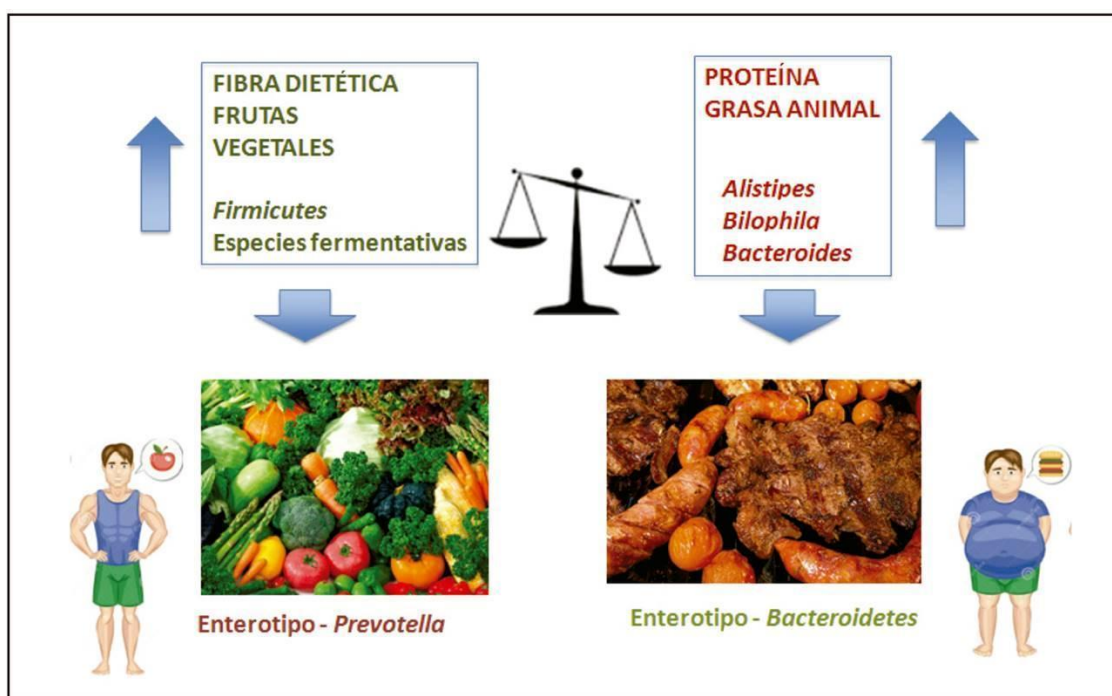 FIBRA DIETÉTICA
FRUTAS
VEGETALES
Firmicutes
Especies fermentativas
PROTEÍNA
GRASA ANIMAL
Alistipes
Bilophila
Bacteroides
Enterotipo - Prevotella
Enterotipo - Bacteroidetes